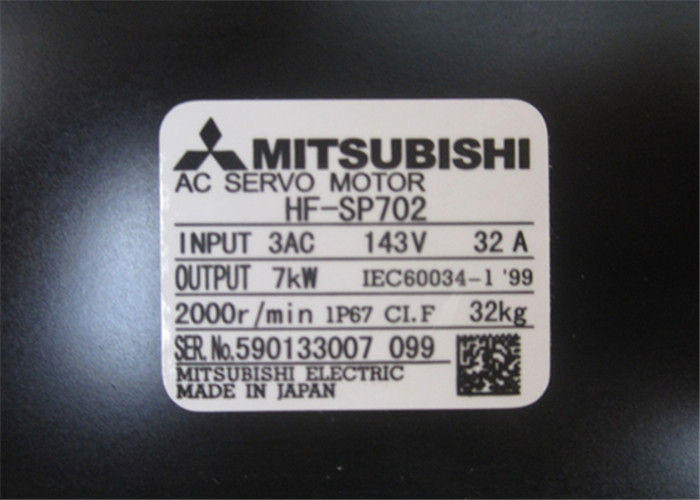 MITSUBISHI
AC SERVO MOTOR
HF-SP702
INPUT 3AC 143V 32 A
OUTPUT 7kW IEC60034-1 '99
2000r/min IP67 CI.F 32kg
SER.No.590133007 099
MITSUBISHI ELECTRIC
MADE IN JAPAN